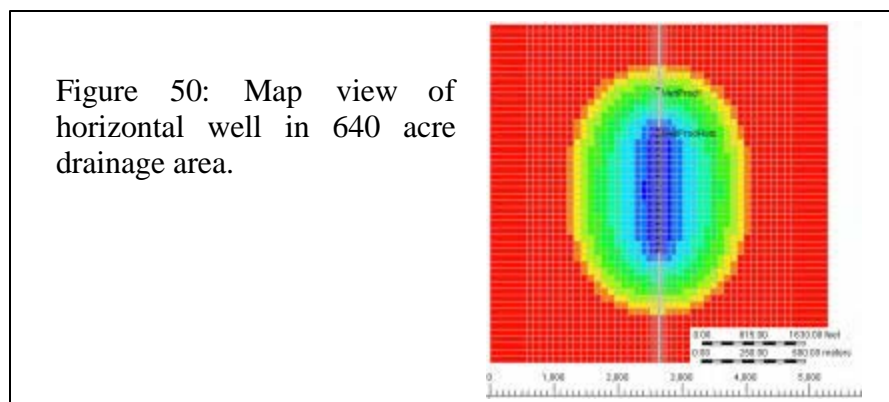 Figure 50: Map view of
horizontal well in 640 acre
drainage area.
0.00 815.00 1630.00 feet
0.00 250.00 500.00 meters
0 1,000 2,000 3,000 4,000 5,000